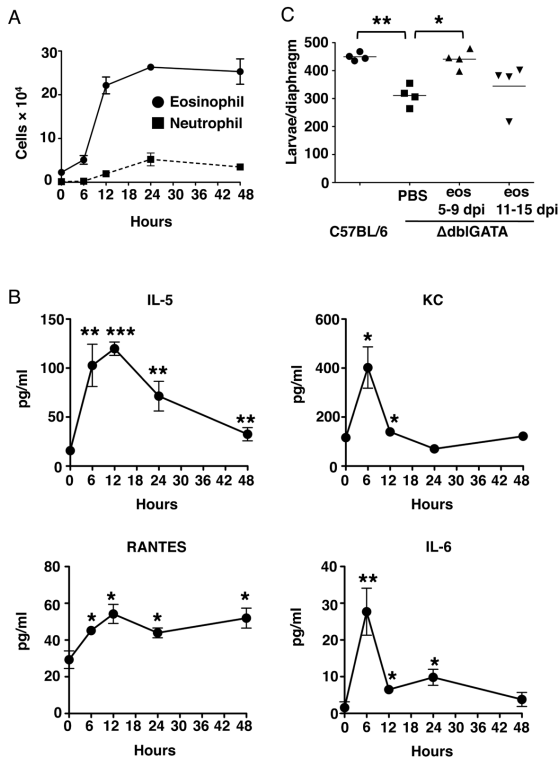 A
30
20
10
0
Cells × 10⁴
Eosinophil
Neutrophil
0 6 12 18 24 30 36 42 48
Hours
C
** *
500
400
300
200
100
0
Larvae/diaphragm
PBS eos eos
5-9 dpi 11-15 dpi
C57BL/6 ΔdblGATA
B
IL-5
150
100
50
0
pg/ml
** *** ** **
0 6 12 18 24 30 36 42 48
Hours
KC
600
400
200
0
pg/ml
* *
0 6 12 18 24 30 36 42 48
Hours
RANTES
80
60
40
20
0
pg/ml
* * * *
0 6 12 18 24 30 36 42 48
Hours
IL-6
40
30
20
10
0
pg/ml
** * *
0 6 12 18 24 30 36 42 48
Hours